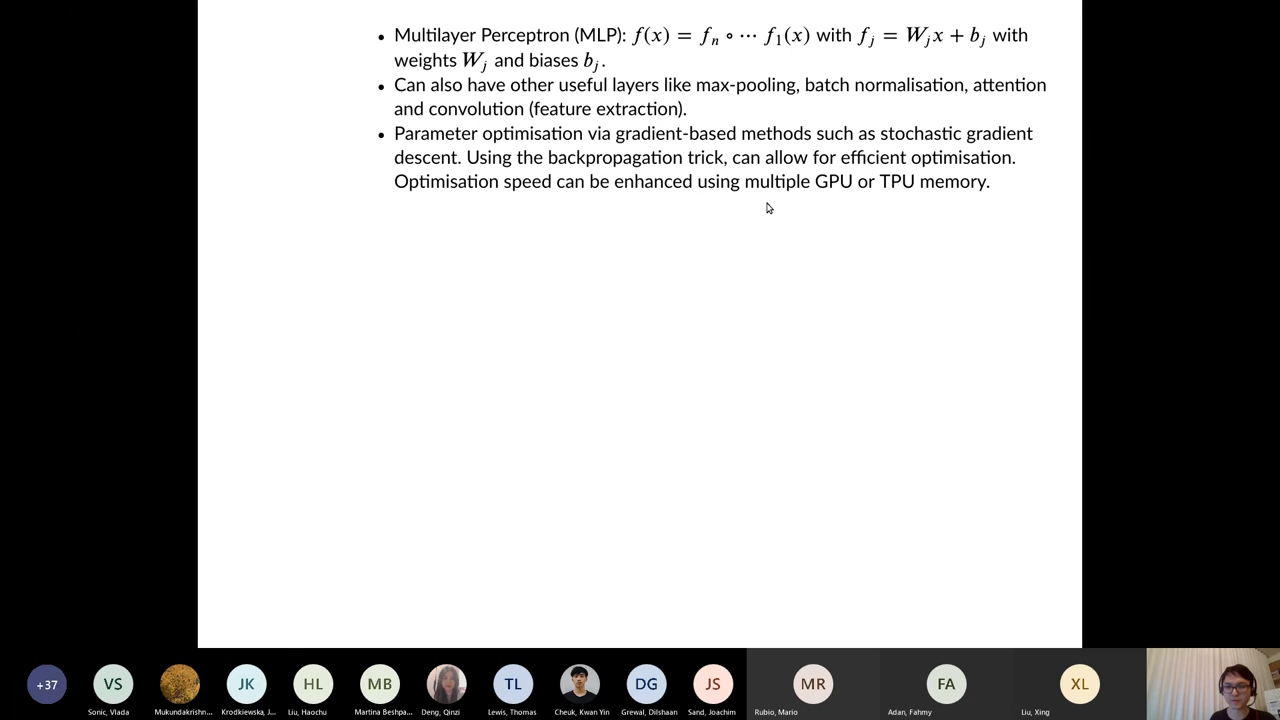 • Multilayer Perceptron (MLP): f(x) = fₙ ∘ ⋯ f₁(x) with fⱼ = Wⱼx + bⱼ with
weights Wⱼ and biases bⱼ.
• Can also have other useful layers like max-pooling, batch normalisation, attention
and convolution (feature extraction).
• Parameter optimisation via gradient-based methods such as stochastic gradient
descent. Using the backpropagation trick, can allow for efficient optimisation.
Optimisation speed can be enhanced using multiple GPU or TPU memory.
+37 VS JK HL MB TL DG JS MR FA XL
Sonic, Vlada Mukundakrishn... Krodkiewska, J... Liu, Haochu Martina Beshpa... Deng, Qinzi Lewis, Thomas Cheuk, Kwan Yin Grewal, Dilshaan Sand, Joachim Rubio, Mario Adan, Fahmy Liu, Xing